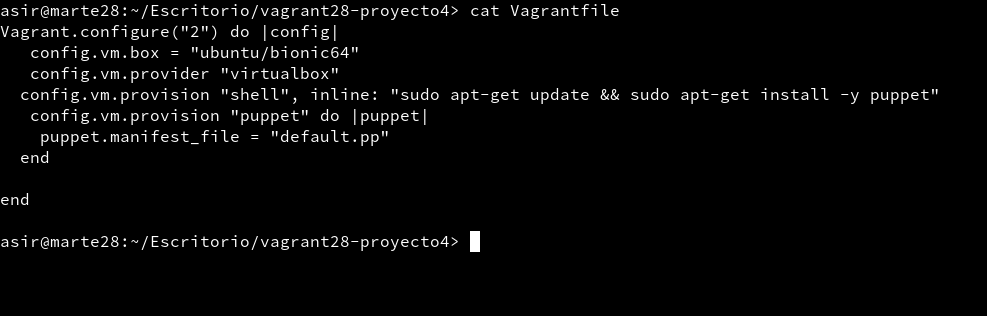 asir@marte28:~/Escritorio/vagrant28-proyecto4> cat Vagrantfile
Vagrant.configure("2") do |config|
   config.vm.box = "ubuntu/bionic64"
   config.vm.provider "virtualbox"
  config.vm.provision "shell", inline: "sudo apt-get update && sudo apt-get install -y puppet"
   config.vm.provision "puppet" do |puppet|
    puppet.manifest_file = "default.pp"
  end

end

asir@marte28:~/Escritorio/vagrant28-proyecto4>